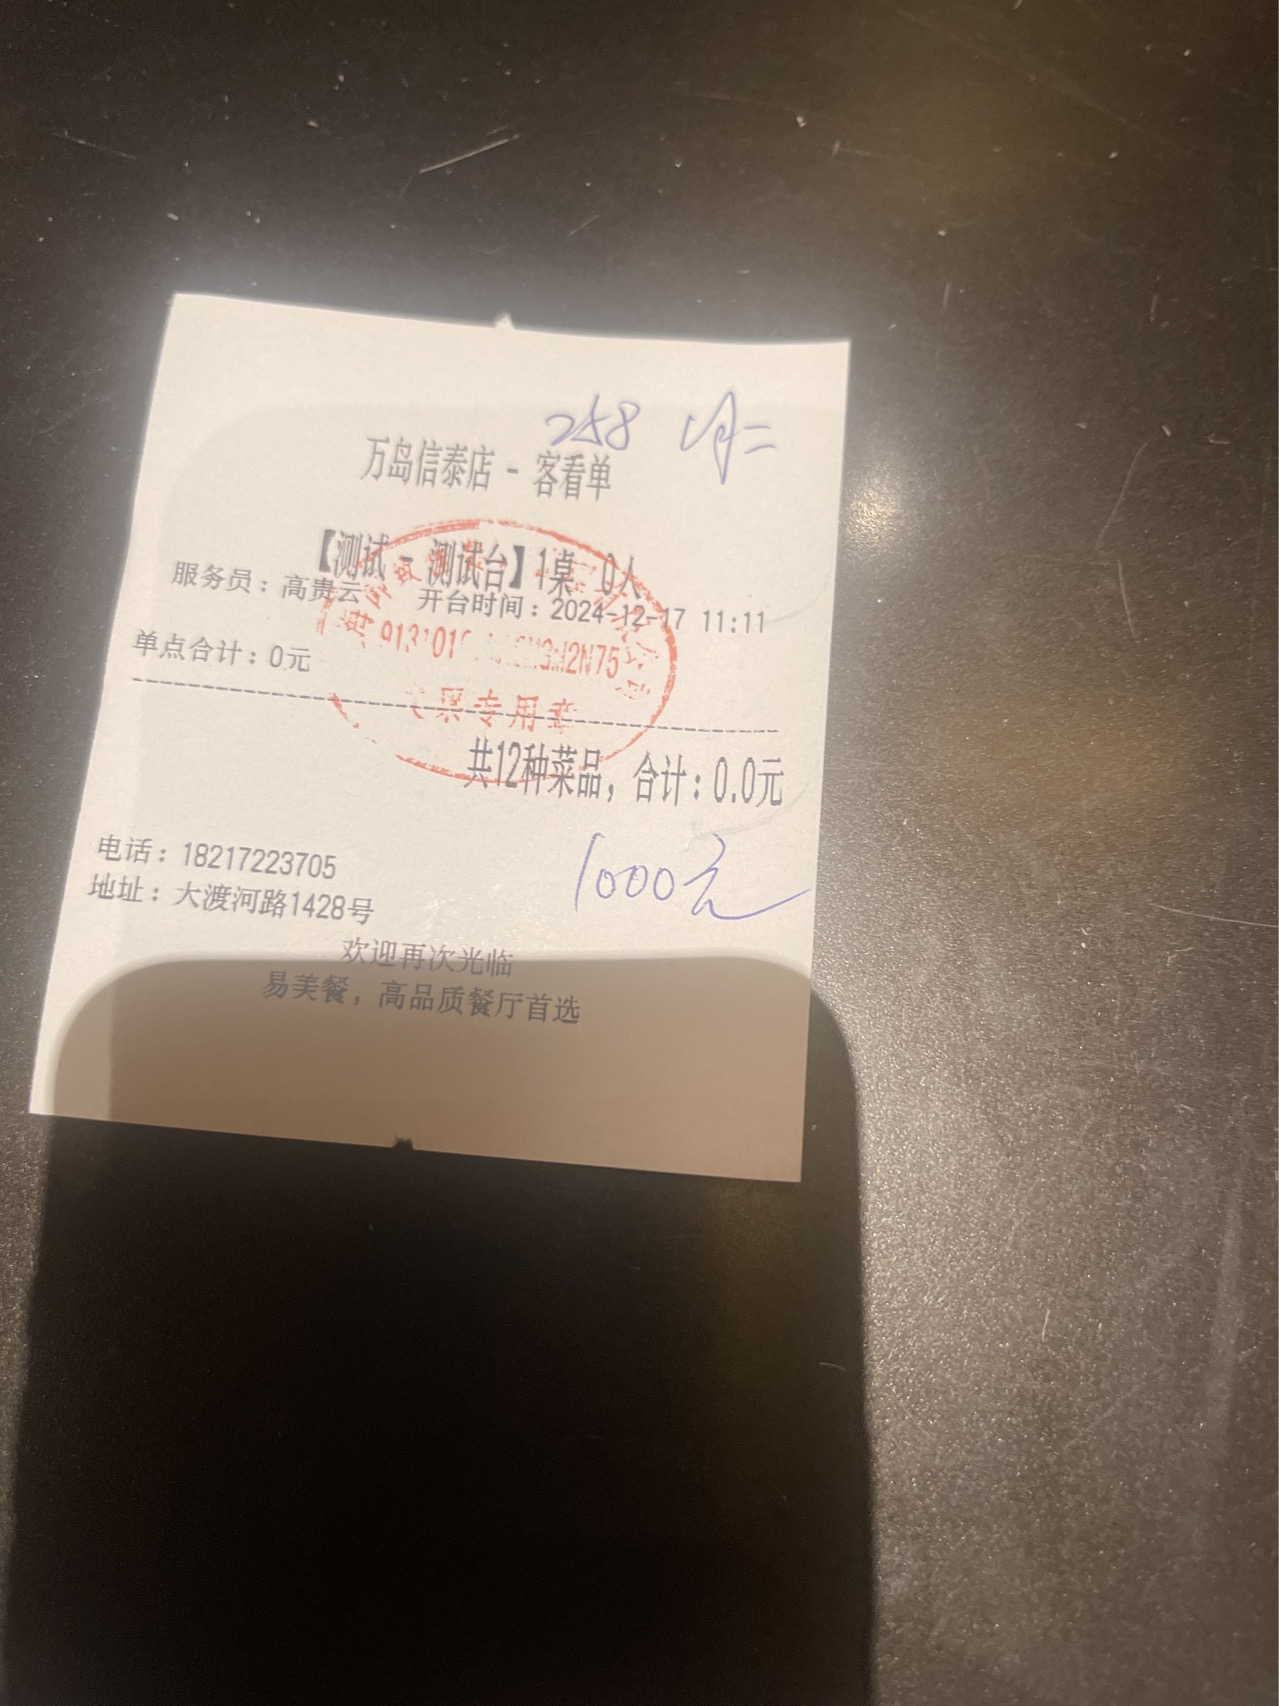 258
万岛信泰店 - 客看单
【测试 - 测试台】1桌 0人
服务员：高贵云 开台时间：2024-12-17 11:11
单点合计：0元
专用章
共12种菜品，合计：0.0元
1000元
电话：18217223705
地址：大渡河路1428号
欢迎再次光临
易美餐，高品质餐厅首选